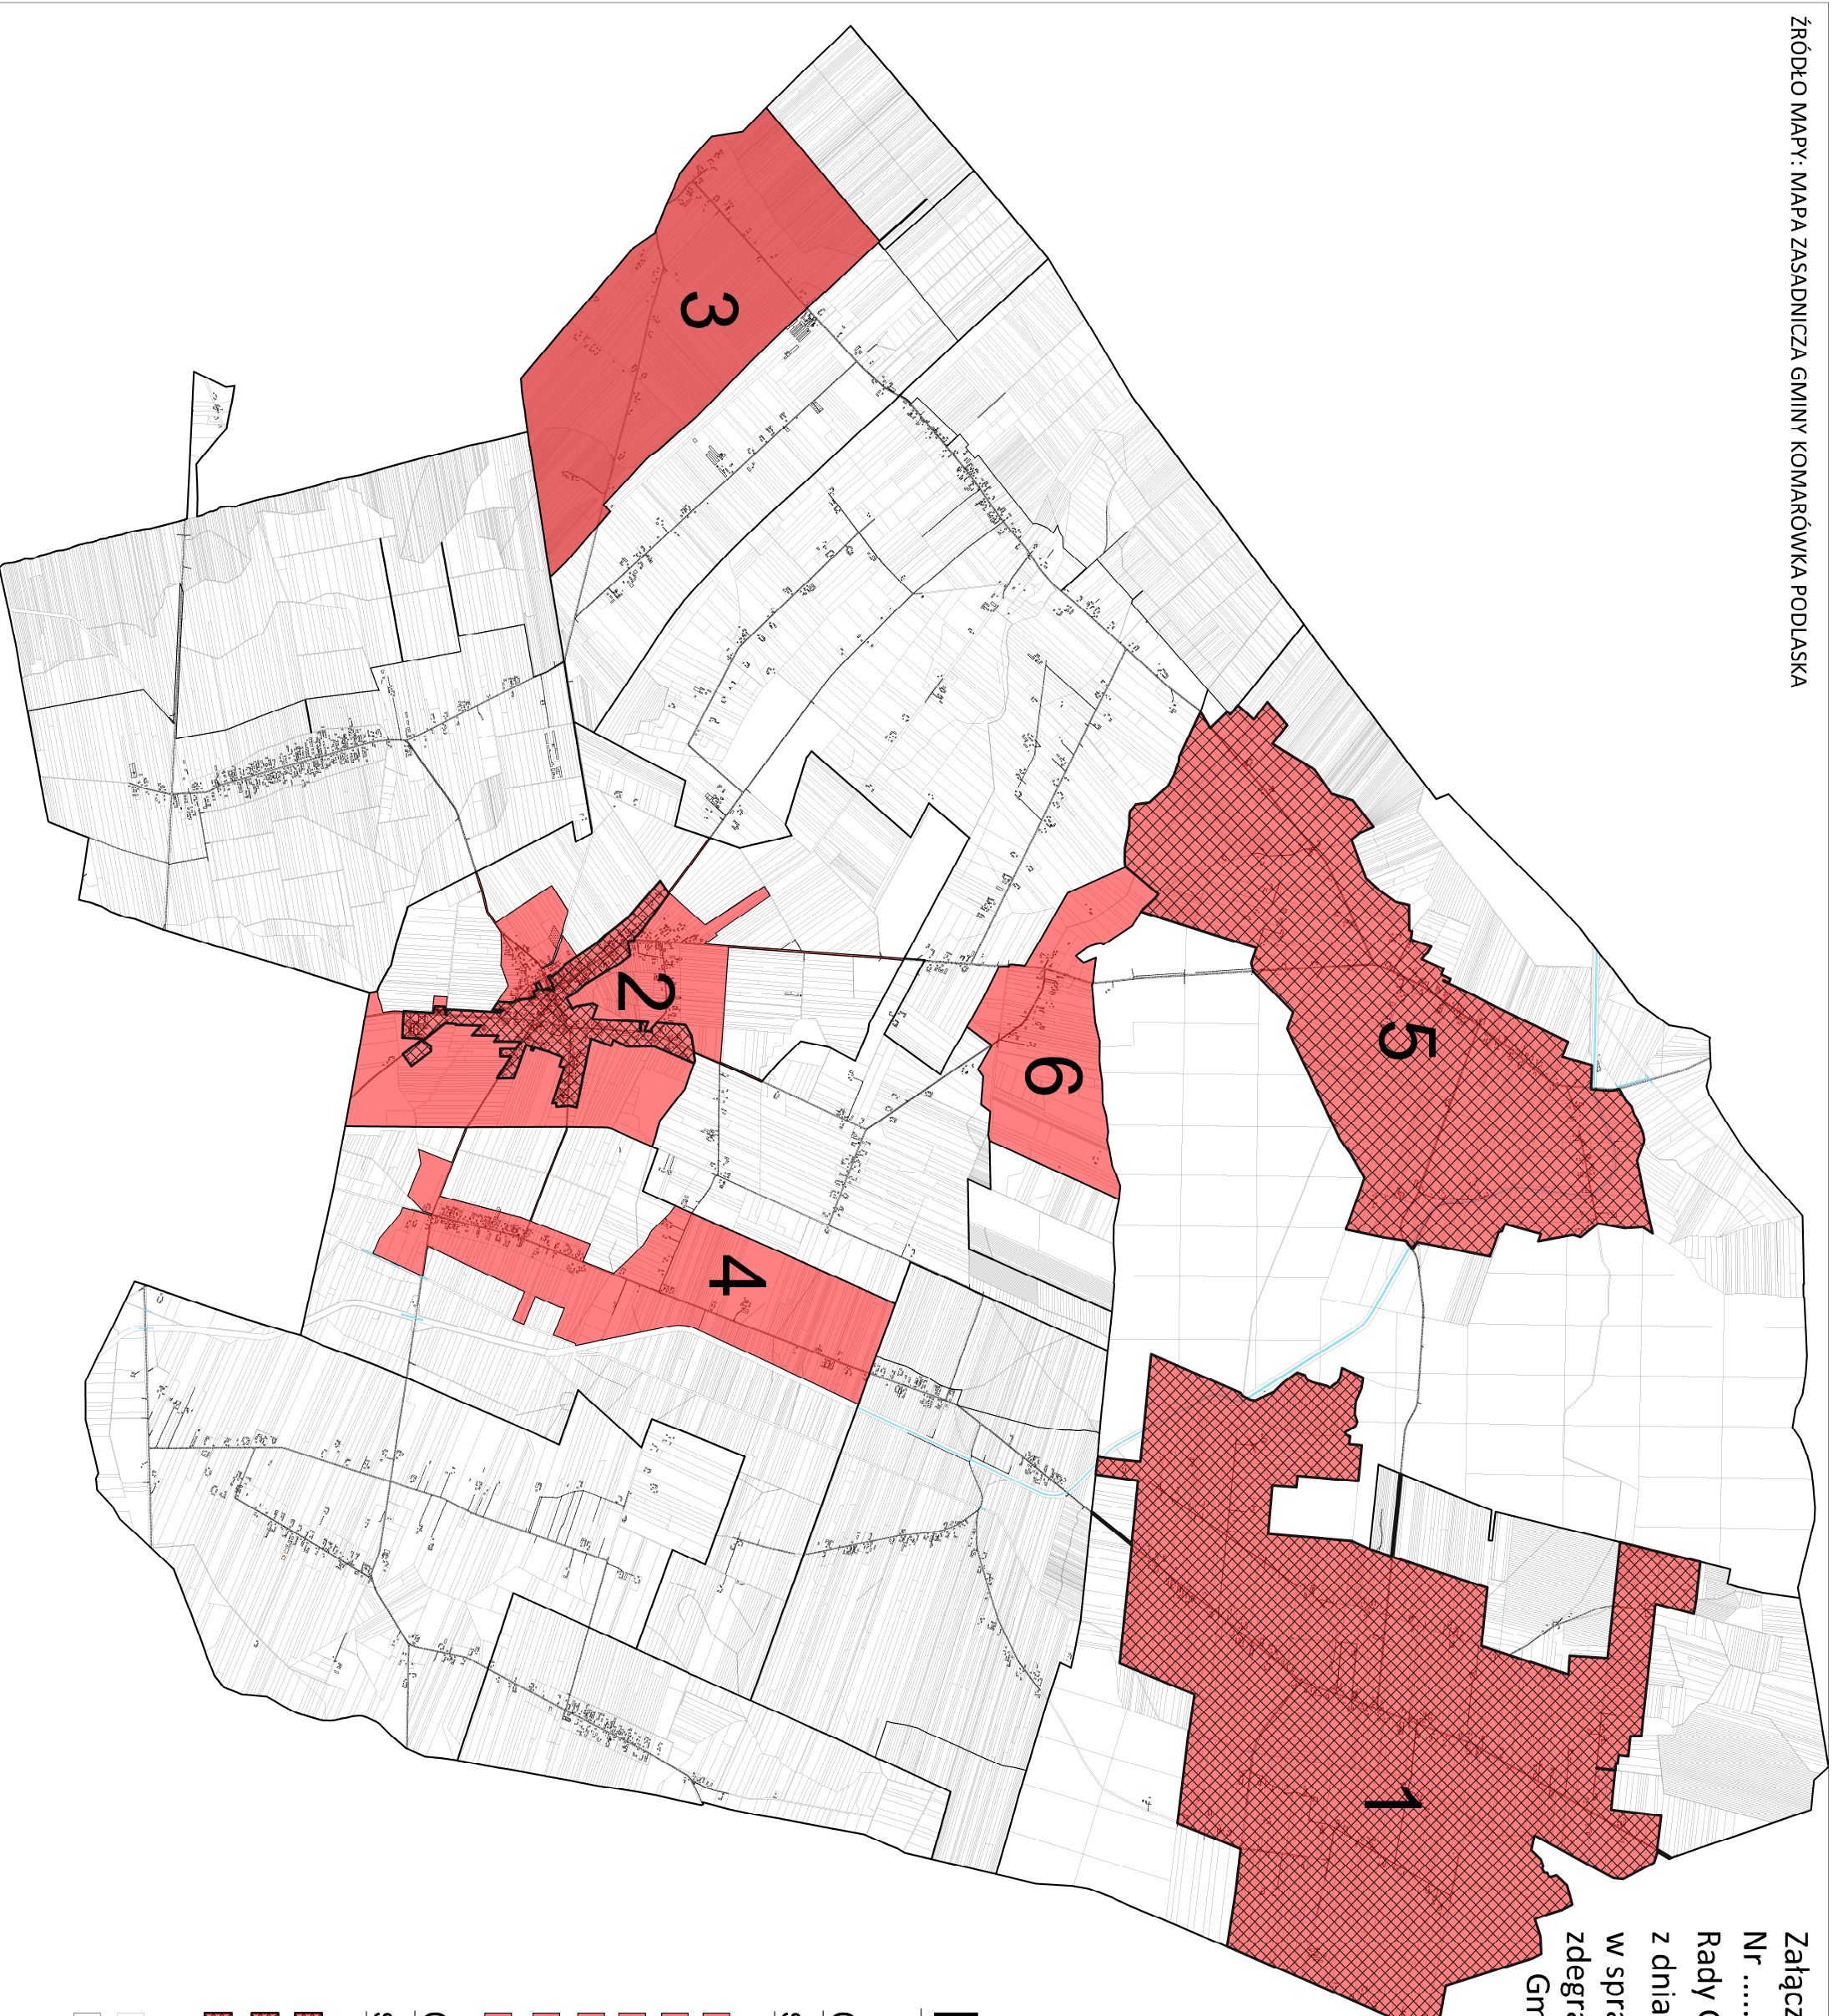 ŹRÓDŁO MAPY: MAPA ZASADNICZA GMINY KOMARÓWKA PODLASKA
Nr .....
Rady
z dnia
w spra
zdegra
Gm
1
2
3
4
5
6